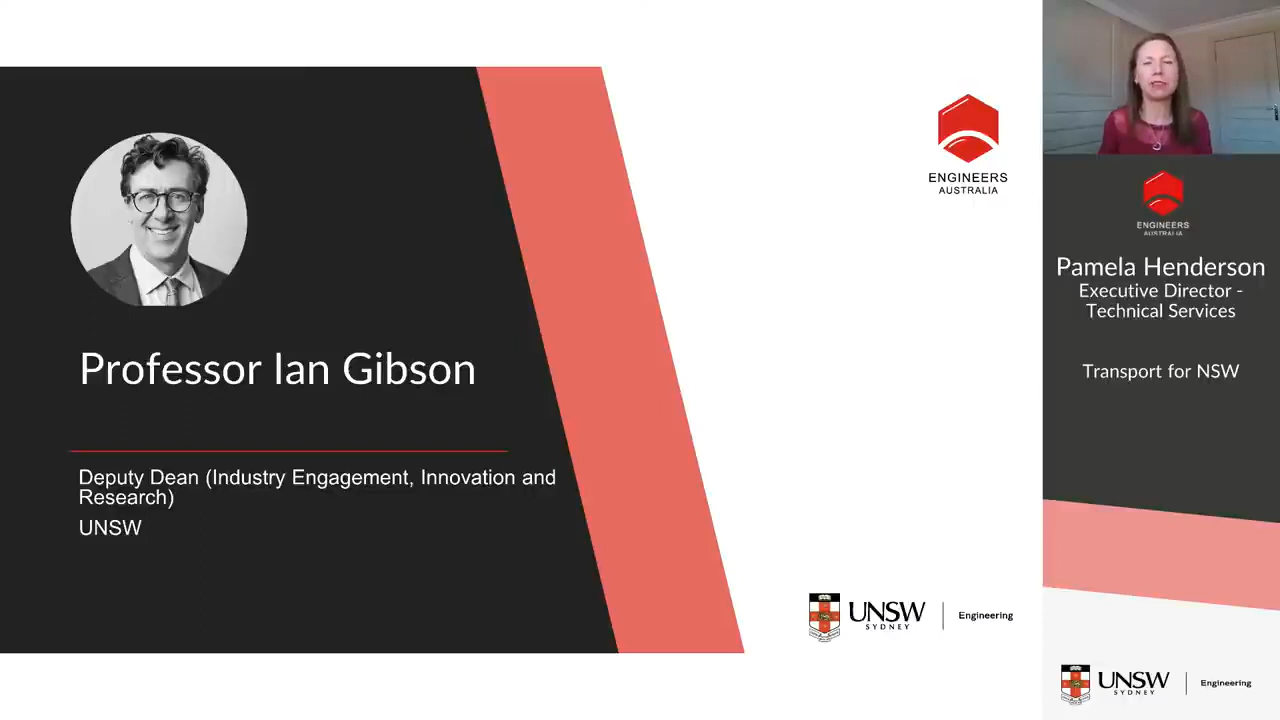 Professor Ian Gibson
Deputy Dean (Industry Engagement, Innovation and
Research)
UNSW
ENGINEERS
AUSTRALIA
UNSW
SYDNEY
Engineering
ENGINEERS
AUSTRALIA
Pamela Henderson
Executive Director -
Technical Services
Transport for NSW
UNSW
SYDNEY
Engineering